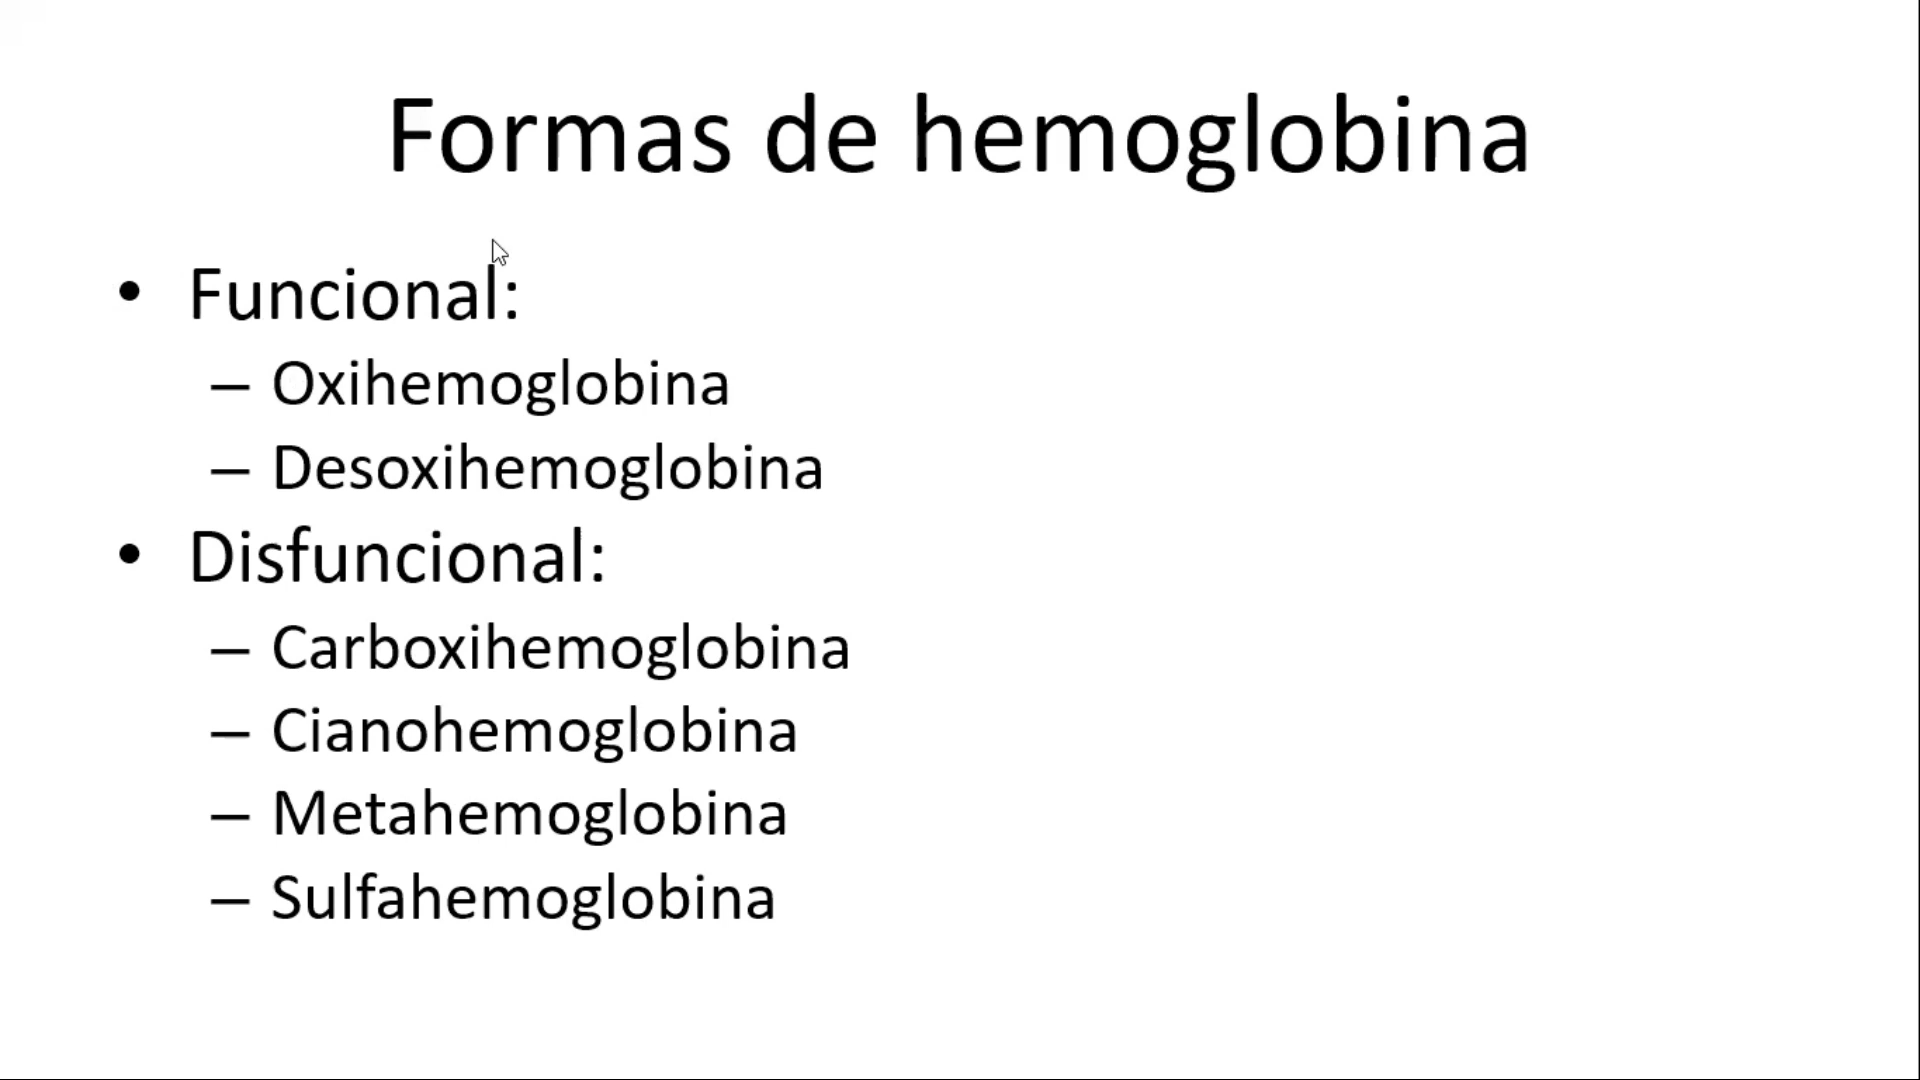 Formas de hemoglobina
• Funcional:
– Oxihemoglobina
– Desoxihemoglobina
• Disfuncional:
– Carboxihemoglobina
– Cianohemoglobina
– Metahemoglobina
– Sulfahemoglobina